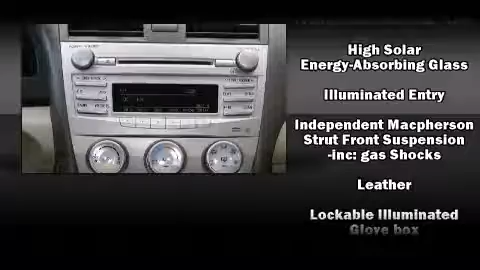 High Solar
Energy-Absorbing Glass
Illuminated Entry
Independent Macpherson
Strut Front Suspension
-inc: gas Shocks
Leather
Lockable Illuminated
Glove box